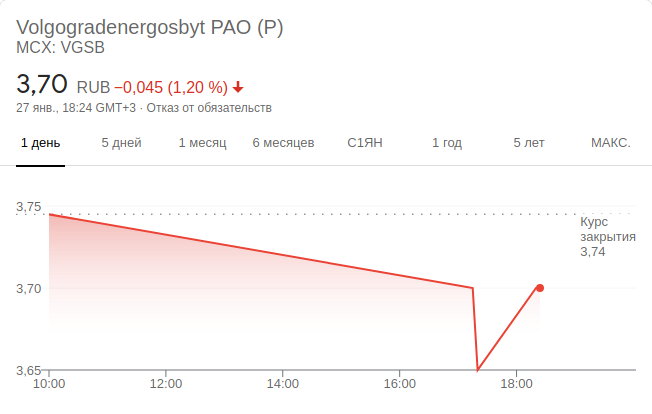 Volgogradenergosbyt PAO (P)
MCX: VGSB
3,70 RUB −0,045 (1,20 %)
27 янв., 18:24 GMT+3 · Отказ от обязательств
1 день 5 дней 1 месяц 6 месяцев С1ЯН 1 год 5 лет МАКС.
3,75
Курс
закрытия
3,74
3,70
3,65
10:00 12:00 14:00 16:00 18:00